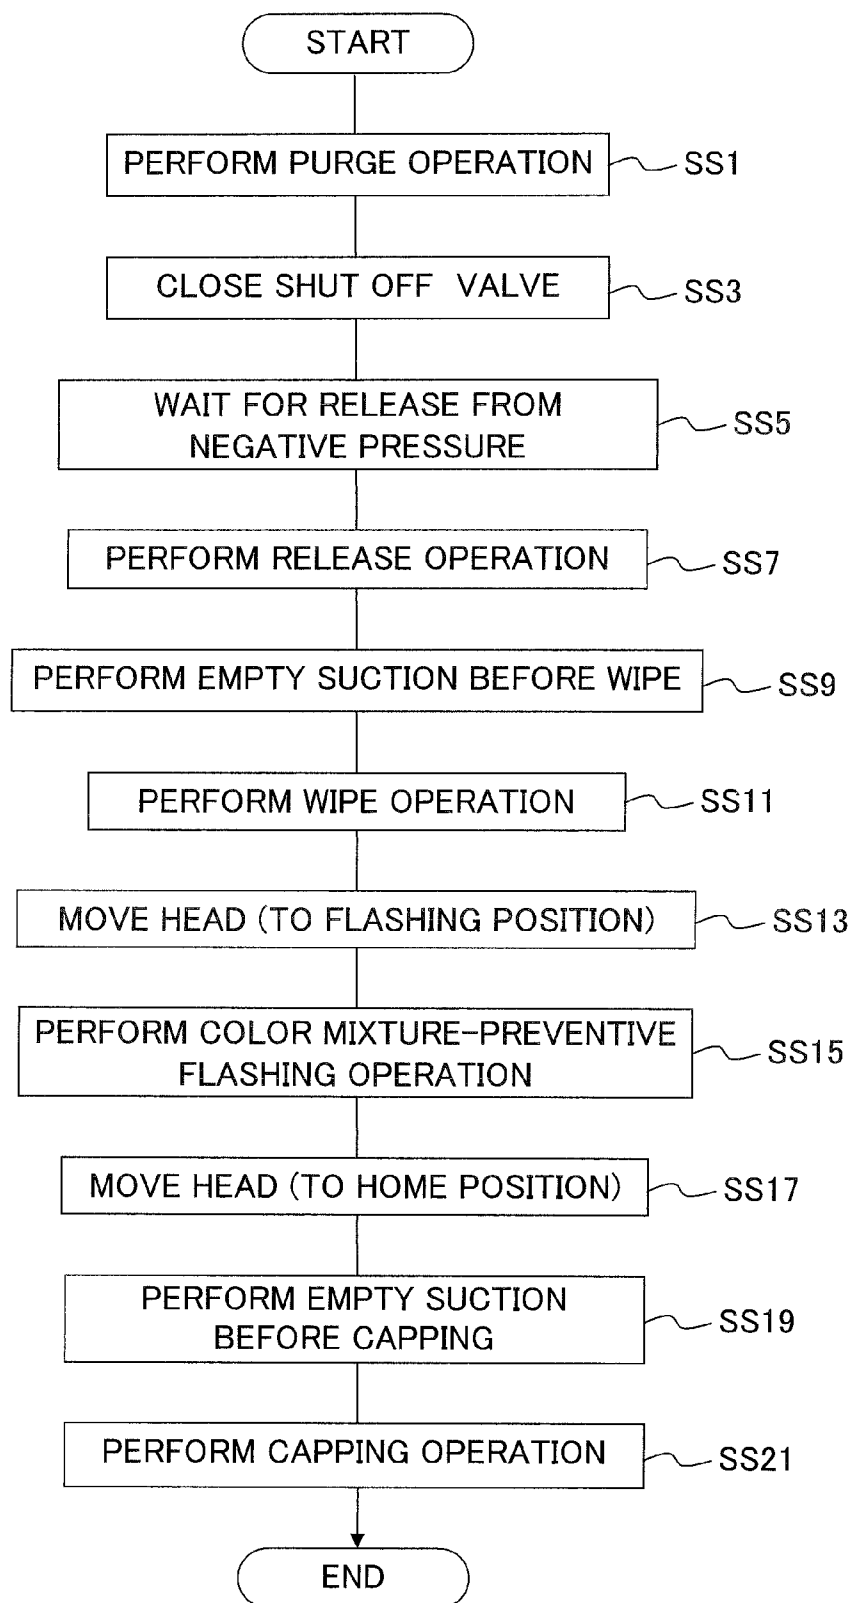 START
PERFORM PURGE OPERATION
SS1
CLOSE SHUT OFF VALVE
SS3
WAIT FOR RELEASE FROM
NEGATIVE PRESSURE
SS5
PERFORM RELEASE OPERATION
SS7
PERFORM EMPTY SUCTION BEFORE WIPE
SS9
PERFORM WIPE OPERATION
SS11
MOVE HEAD (TO FLASHING POSITION)
SS13
PERFORM COLOR MIXTURE-PREVENTIVE
FLASHING OPERATION
SS15
MOVE HEAD (TO HOME POSITION)
SS17
PERFORM EMPTY SUCTION
BEFORE CAPPING
SS19
PERFORM CAPPING OPERATION
SS21
END